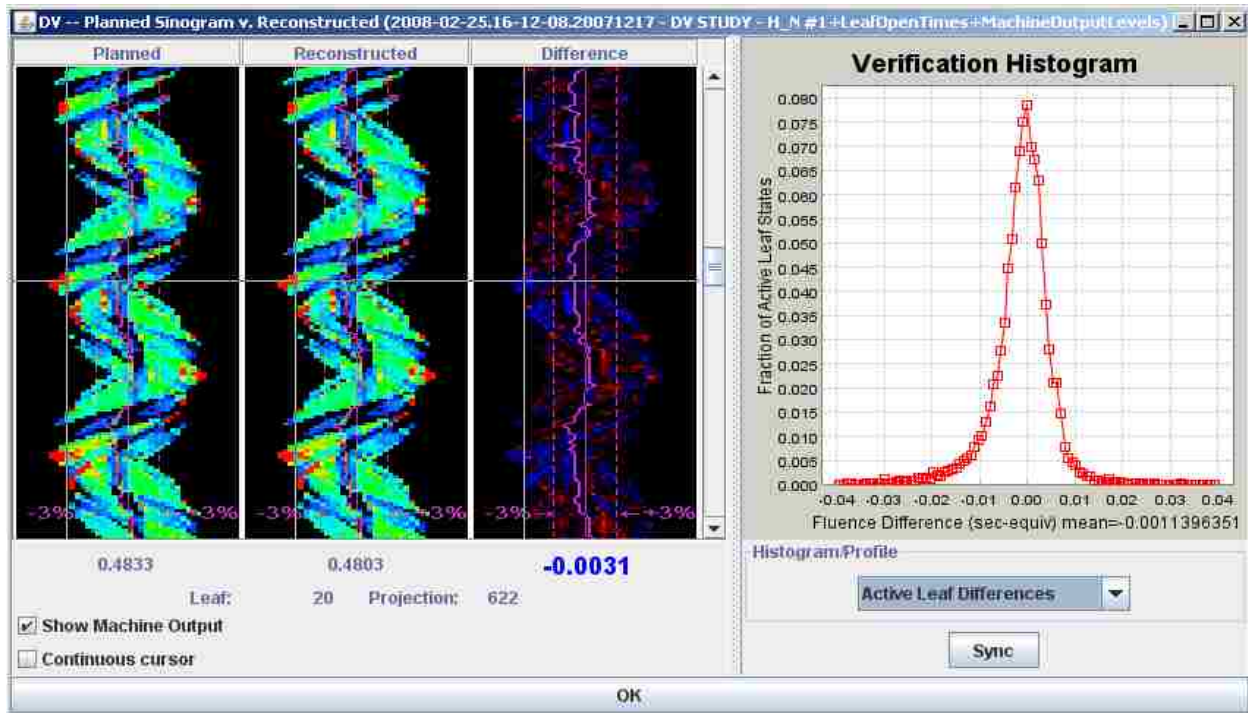 DV -- Planned Sinogram v. Reconstructed (2008-02-25.16-12-08.20071217 - DV STUDY - H_N #1+LeafOpenTimes+MachineOutputLevels)
Planned Reconstructed Difference
-3% +3% -3% +3% -3% +3%
0.4833 0.4803 -0.0031
Leaf: 20 Projection: 622
Show Machine Output
Continuous cursor
Verification Histogram
Fraction of Active Leaf States
0.080
0.075
0.070
0.065
0.060
0.055
0.050
0.045
0.040
0.035
0.030
0.025
0.020
0.015
0.010
0.005
0.000
-0.04 -0.03 -0.02 -0.01 0.00 0.01 0.02 0.03 0.04
Fluence Difference (sec-equiv) mean=-0.0011396351
Histogram/Profile
Active Leaf Differences
Sync
OK